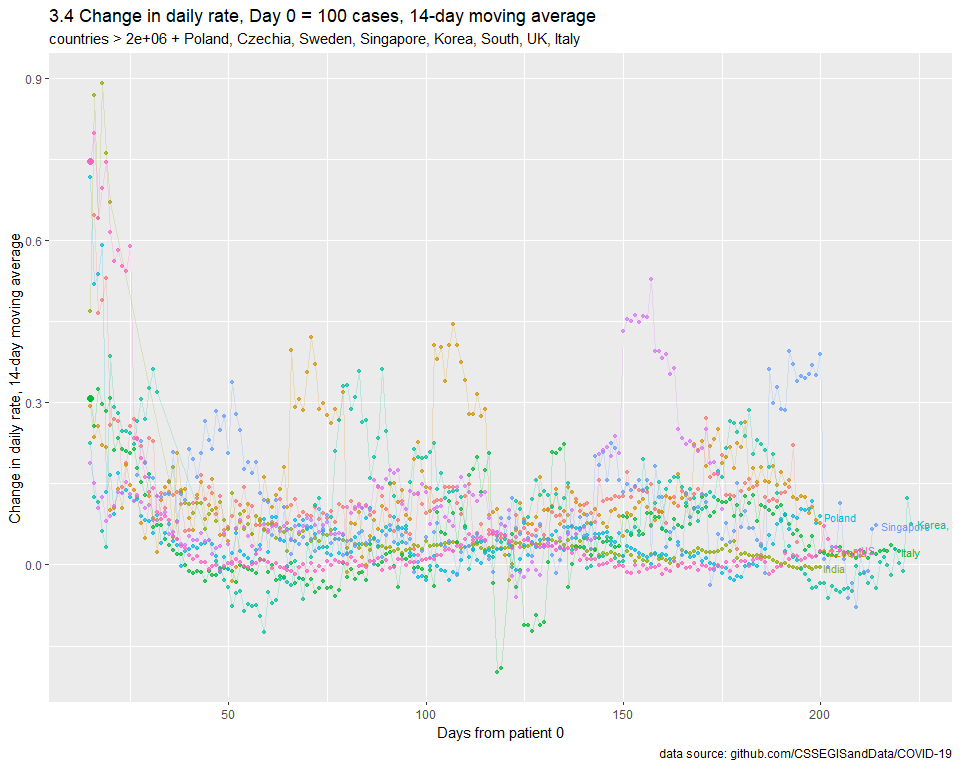 3.4 Change in daily rate, Day 0 = 100 cases, 14-day moving average
countries > 2e+06 + Poland, Czechia, Sweden, Singapore, Korea, South, UK, Italy
Change in daily rate, 14-day moving average
0.9
0.6
0.3
0.0
Poland
Singapore
Korea,
Italy
India
50
100
150
200
Days from patient 0
data source: github.com/CSSEGISandData/COVID-19